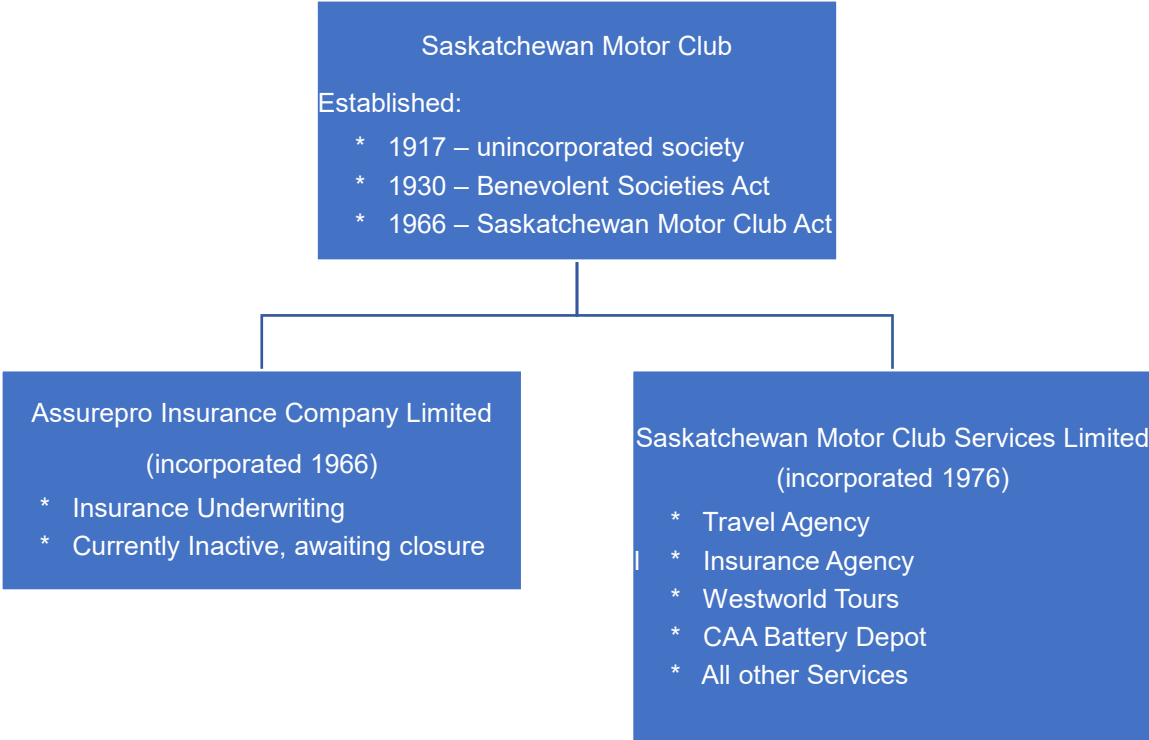 Saskatchewan Motor Club
Established:
* 1917 – unincorporated society
* 1930 – Benevolent Societies Act
* 1966 – Saskatchewan Motor Club Act
Assurepro Insurance Company Limited
(incorporated 1966)
* Insurance Underwriting
* Currently Inactive, awaiting closure
Saskatchewan Motor Club Services Limited
(incorporated 1976)
* Travel Agency
l * Insurance Agency
* Westworld Tours
* CAA Battery Depot
* All other Services